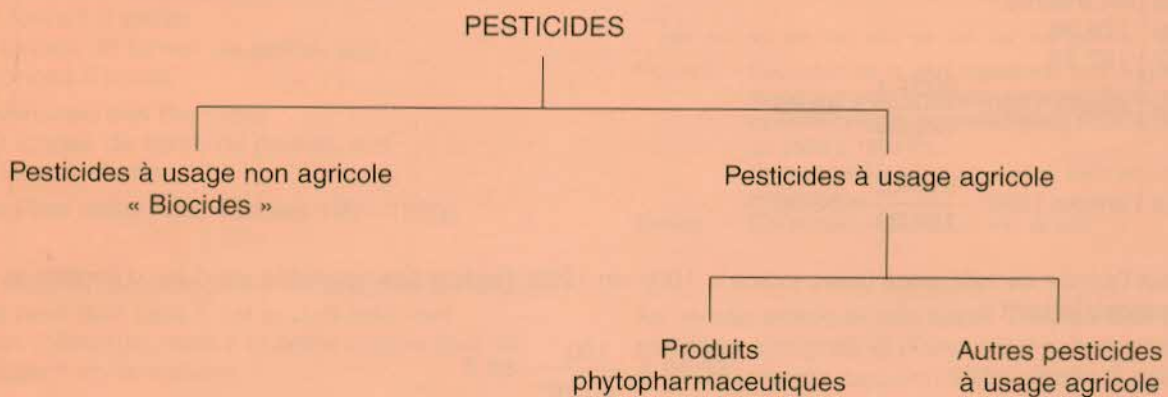 PESTICIDES
Pesticides à usage non agricole
« Biocides »
Pesticides à usage agricole
Produits
phytopharmaceutiques
Autres pesticides
à usage agricole